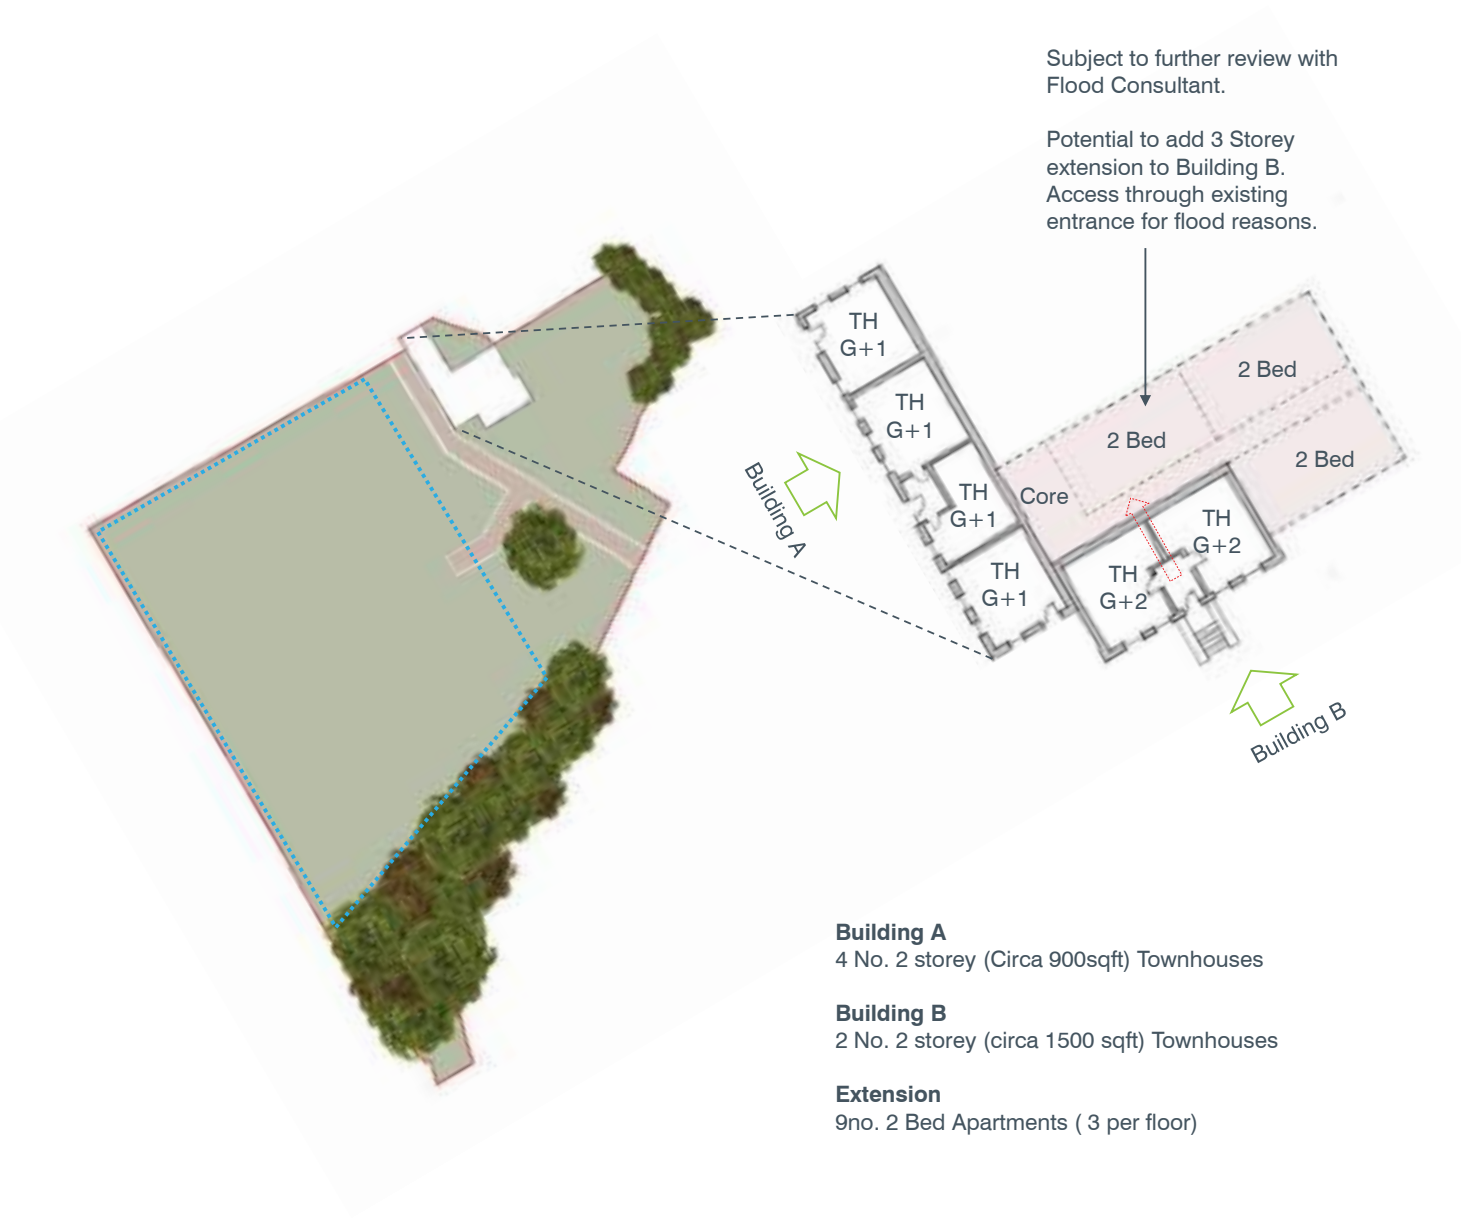 Subject to further review with
Flood Consultant.
Potential to add 3 Storey
extension to Building B.
Access through existing
entrance for flood reasons.
TH
G+1
TH
G+1
TH
G+1
TH
G+1
2 Bed
2 Bed
2 Bed
Core
TH
G+2
TH
G+2
Building A
Building B
Building A
4 No. 2 storey (Circa 900sqft) Townhouses
Building B
2 No. 2 storey (circa 1500 sqft) Townhouses
Extension
9no. 2 Bed Apartments ( 3 per floor)